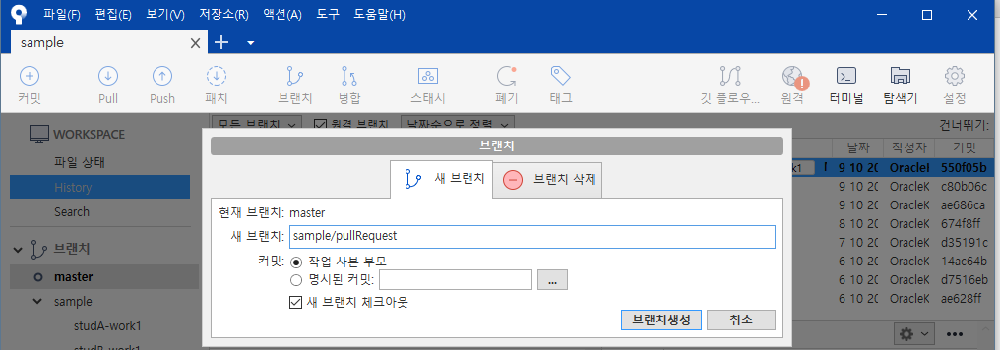 파일(F) 편집(E) 보기(V) 저장소(R) 액션(A) 도구 도움말(H)
sample
커밋 Pull Push 패치 브랜치 병합 스태시 폐기 태그 깃 플로우... 원격 터미널 탐색기 설정
WORKSPACE
모든 브랜치 원격 브랜치 날짜순으로 정렬 건너뛰기:
브랜치
날짜 작성자 커밋
파일 상태
새 브랜치 브랜치 삭제
9 10 20 OracleK 550f05b
History
9 10 20 OracleK c80b06c
Search
현재 브랜치: master
9 10 20 OracleK ae686ca
새 브랜치: sample/pullRequest
8 10 20 OracleK 674f8ff
브랜치
7 10 20 OracleK d35191c
커밋: 작업 사본 부모
6 10 20 OracleK 14ac64b
master
명시된 커밋: ...
6 10 20 OracleK d7516eb
sample
새 브랜치 체크아웃
6 10 20 OracleK ae628ff
studA-work1
브랜치생성 취소
studB-work1